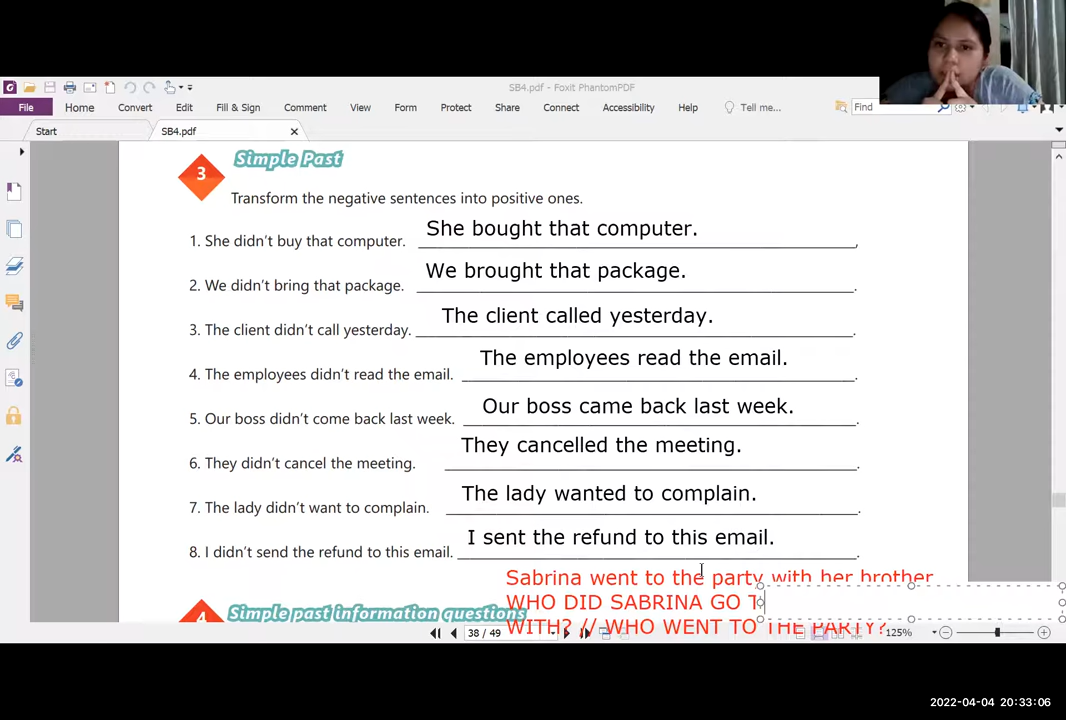 SB4.pdf - Foxit PhantomPDF
File Home Convert Edit Fill & Sign Comment View Form Protect Share Connect Accessibility Help Tell me... Find
Start SB4.pdf
3 Simple Past
Transform the negative sentences into positive ones.
1. She didn't buy that computer. She bought that computer.
2. We didn't bring that package. We brought that package.
3. The client didn't call yesterday. The client called yesterday.
4. The employees didn't read the email. The employees read the email.
5. Our boss didn't come back last week. Our boss came back last week.
6. They didn't cancel the meeting. They cancelled the meeting.
7. The lady didn't want to complain. The lady wanted to complain.
8. I didn't send the refund to this email. I sent the refund to this email.
Sabrina went to the party with her brother
4 Simple past information questions
WHO DID SABRINA GO T
WITH? // WHO WENT TO THE PARTY?
38 / 49
125%
2022-04-04 20:33:06